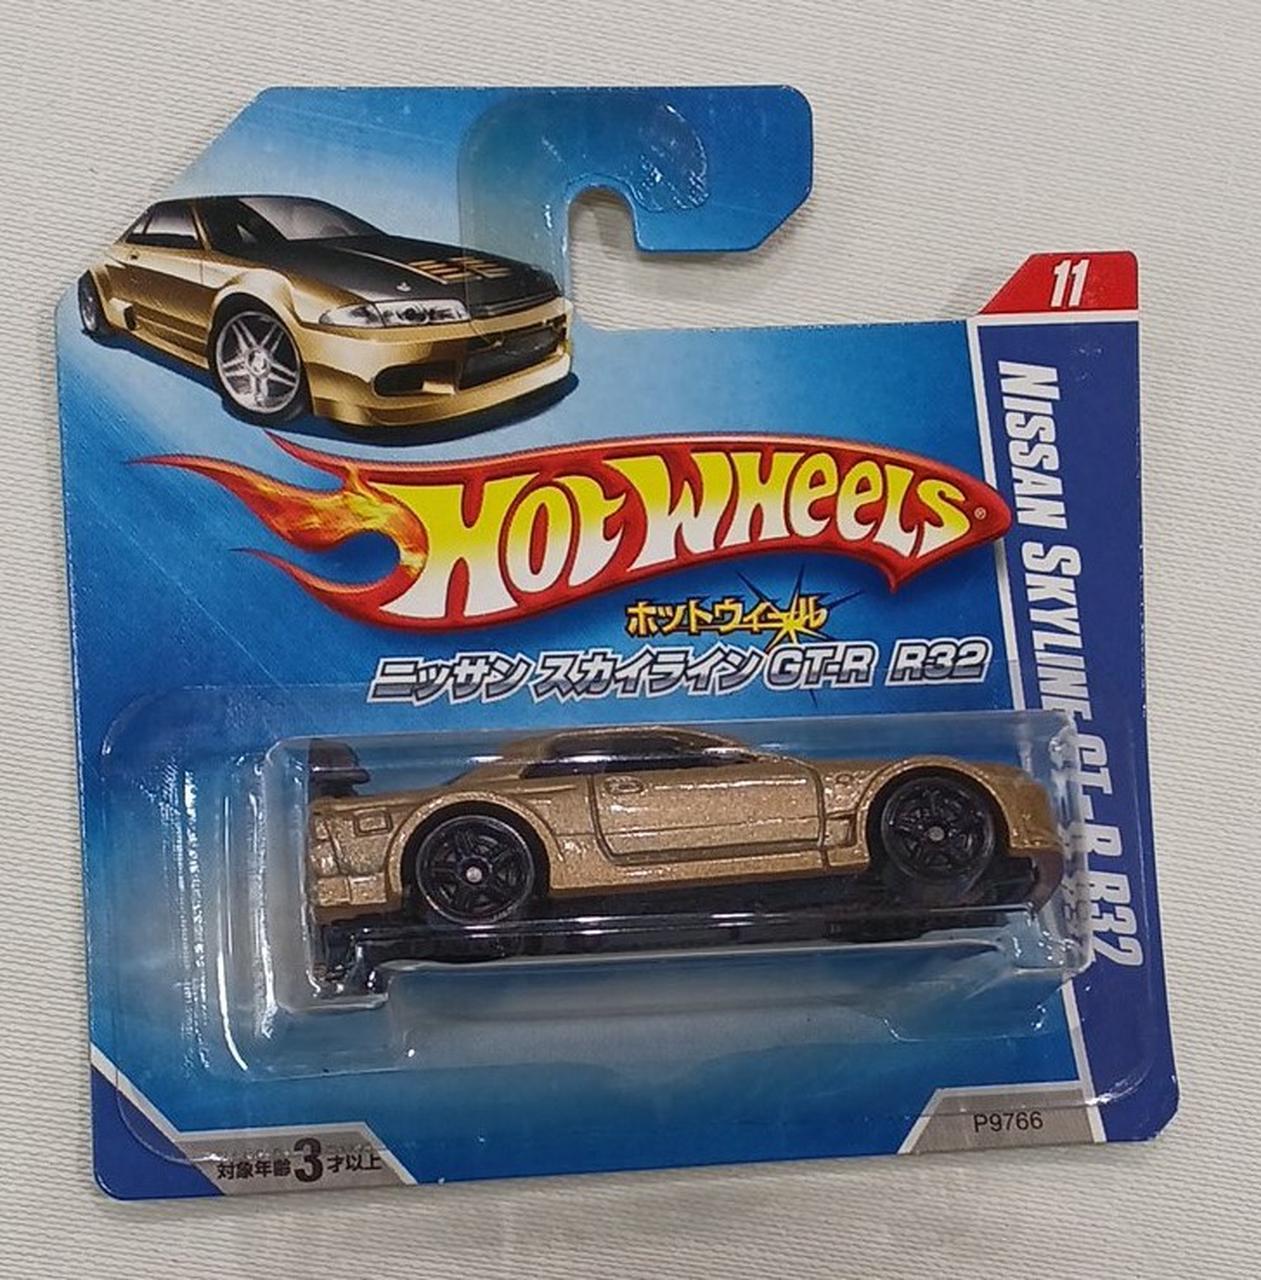 11
NISSAN SKYLINE GT-R R32
HOT WHEELS®
ホットウィール
ニッサン スカイライン GT-R R32
対象年齢3才以上
P9766